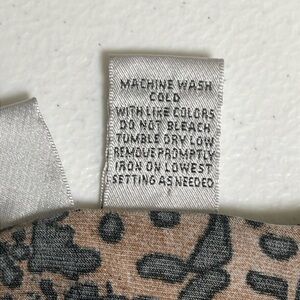 MACHINE WASH
COLD
WITH LIKE COLORS
DO NOT BLEACH
TUMBLE DRY LOW
REMOVE PROMPTLY
IRON ON LOWEST
SETTING AS NEEDED